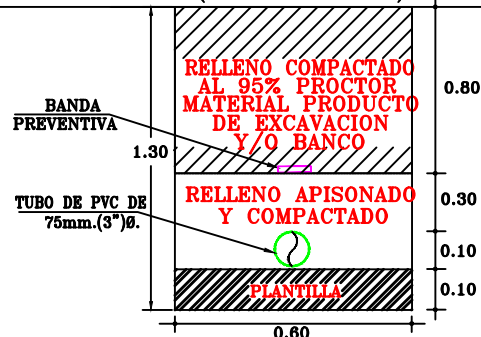 RELLENO COMPACTADO
AL 95% PROCTOR
MATERIAL PRODUCTO
DE EXCAVACION
Y/O BANCO
0.80
BANDA
PREVENTIVA
1.30
RELLENO APISONADO
Y COMPACTADO
0.30
TUBO DE PVC DE
75mm.(3")Ø.
0.10
PLANTILLA
0.10
0.60